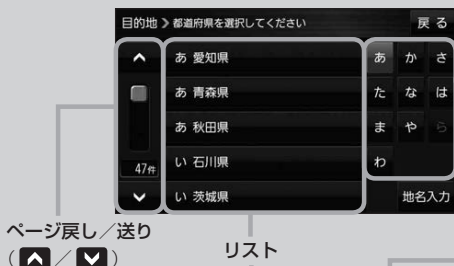 目的地 > 都道府県を選択してください 戻る
あ 愛知県 あ か さ
あ 青森県 た な は
あ 秋田県 ま や ら
い 石川県 わ
47件
い 茨城県 地名入力
ページ戻し／送り
（／）
リスト